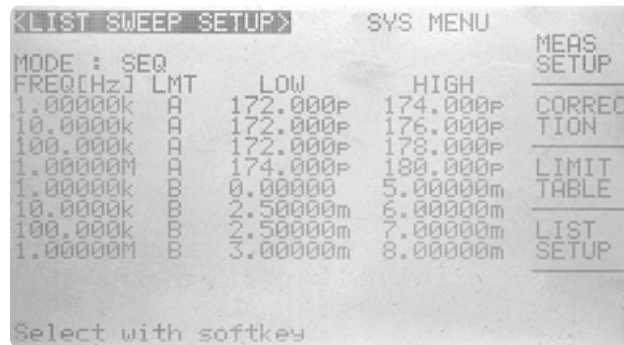 <LIST SWEEP SETUP> SYS MENU
MODE : SEQ
FREQ[Hz] LMT LOW HIGH
1.00000k A 172.000p 174.000p
10.0000k A 172.000p 176.000p
100.000k A 172.000p 178.000p
1.00000M A 174.000p 180.000p
1.00000k B 0.00000 5.00000m
10.0000k B 2.50000m 6.00000m
100.000k B 2.50000m 7.00000m
1.00000M B 3.00000m 8.00000m
Select with softkey
MEAS
SETUP
CORREC
TION
LIMIT
TABLE
LIST
SETUP